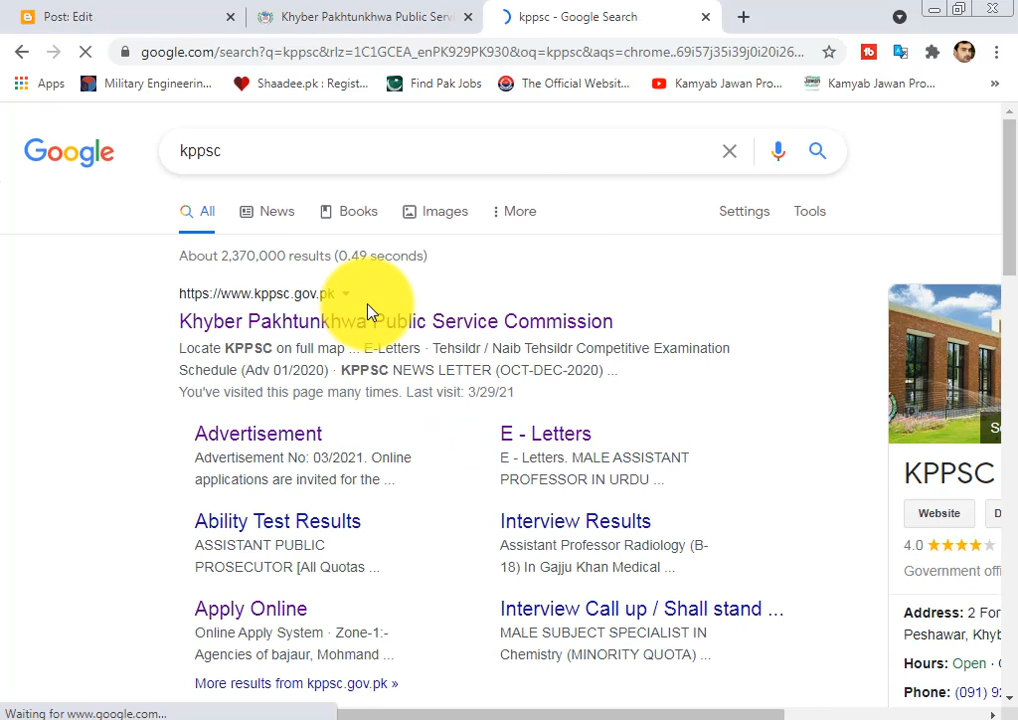 Post: Edit
Khyber Pakhtunkhwa Public Servi
kppsc - Google Search
google.com/search?q=kppsc&rlz=1C1GCEA_enPK929PK930&oq=kppsc&aqs=chrome..69i57j35i39j0i20i26...
Apps
Military Engineerin...
Shaadee.pk : Regist...
Find Pak Jobs
The Official Websit...
Kamyab Jawan Pro...
Kamyab Jawan Pro...
»
Google
kppsc
All
News
Books
Images
More
Settings
Tools
About 2,370,000 results (0.49 seconds)
https://www.kppsc.gov.pk
Khyber Pakhtunkhwa Public Service Commission
Locate KPPSC on full map ... E-Letters · Tehsildr / Naib Tehsildr Competitive Examination
Schedule (Adv 01/2020) · KPPSC NEWS LETTER (OCT-DEC-2020) ...
You've visited this page many times. Last visit: 3/29/21
Advertisement
Advertisement No: 03/2021. Online
applications are invited for the ...
E - Letters
E - Letters. MALE ASSISTANT
PROFESSOR IN URDU ...
Ability Test Results
ASSISTANT PUBLIC
PROSECUTOR [All Quotas ...
Interview Results
Assistant Professor Radiology (B-
18) In Gajju Khan Medical ...
Apply Online
Online Apply System · Zone-1:-
Agencies of bajaur, Mohmand ...
Interview Call up / Shall stand ...
MALE SUBJECT SPECIALIST IN
Chemistry (MINORITY QUOTA) ...
More results from kppsc.gov.pk »
KPPSC
Website
4.0
Government offi
Address: 2 For
Peshawar, Khyb
Hours: Open ·
Phone: (091) 92
Waiting for www.google.com...